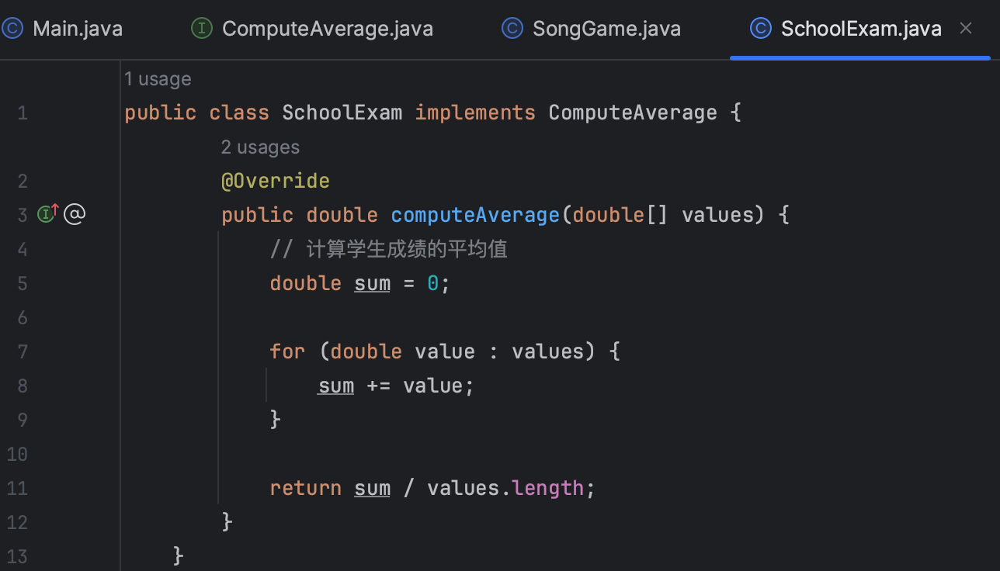 Main.java ComputeAverage.java SongGame.java SchoolExam.java
1 usage
1 public class SchoolExam implements ComputeAverage {
2 usages
2 @Override
3 public double computeAverage(double[] values) {
4 // 计算学生成绩的平均值
5 double sum = 0;
6
7 for (double value : values) {
8 sum += value;
9 }
10
11 return sum / values.length;
12 }
13 }